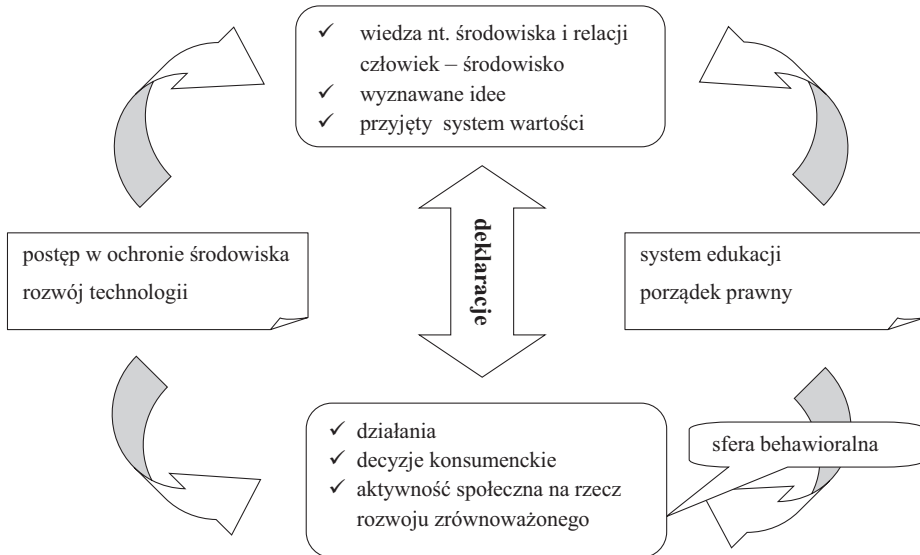 ✓ wiedza nt. środowiska i relacji
człowiek – środowisko
✓ wyznawane idee
✓ przyjęty system wartości
postęp w ochronie środowiska
rozwój technologii
deklaracje
system edukacji
porządek prawny
✓ działania
✓ decyzje konsumenckie
✓ aktywność społeczna na rzecz
rozwoju zrównoważonego
sfera behawioralna